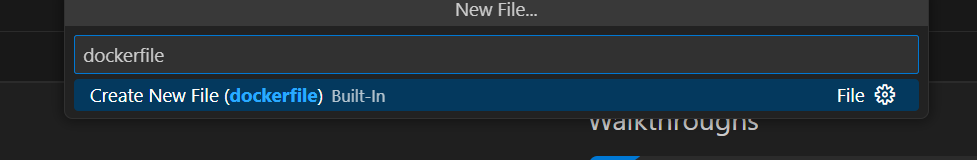 New File...
dockerfile
Create New File (dockerfile) Built-In File
Walkthroughs